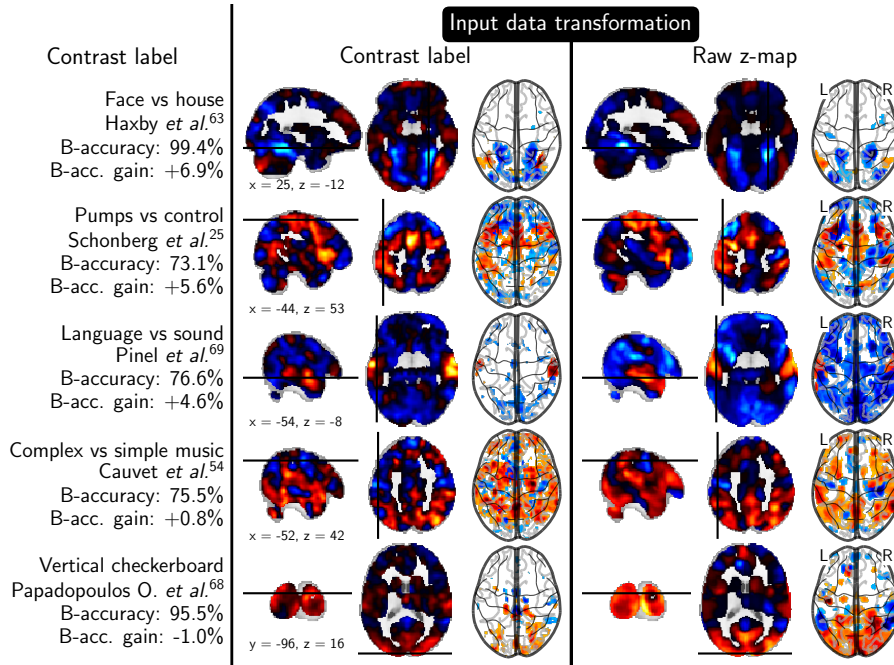 Input data transformation
Contrast label
Contrast label
Raw z-map
Face vs house
Haxby et al.63
B-accuracy: 99.4%
B-acc. gain: +6.9%
x = 25, z = -12
L R
Pumps vs control
Schonberg et al.25
B-accuracy: 73.1%
B-acc. gain: +5.6%
x = -44, z = 53
L R
Language vs sound
Pinel et al.69
B-accuracy: 76.6%
B-acc. gain: +4.6%
x = -54, z = -8
L R
Complex vs simple music
Cauvet et al.54
B-accuracy: 75.5%
B-acc. gain: +0.8%
x = -52, z = 42
L R
Vertical checkerboard
Papadopoulos O. et al.68
B-accuracy: 95.5%
B-acc. gain: -1.0%
y = -96, z = 16
L R